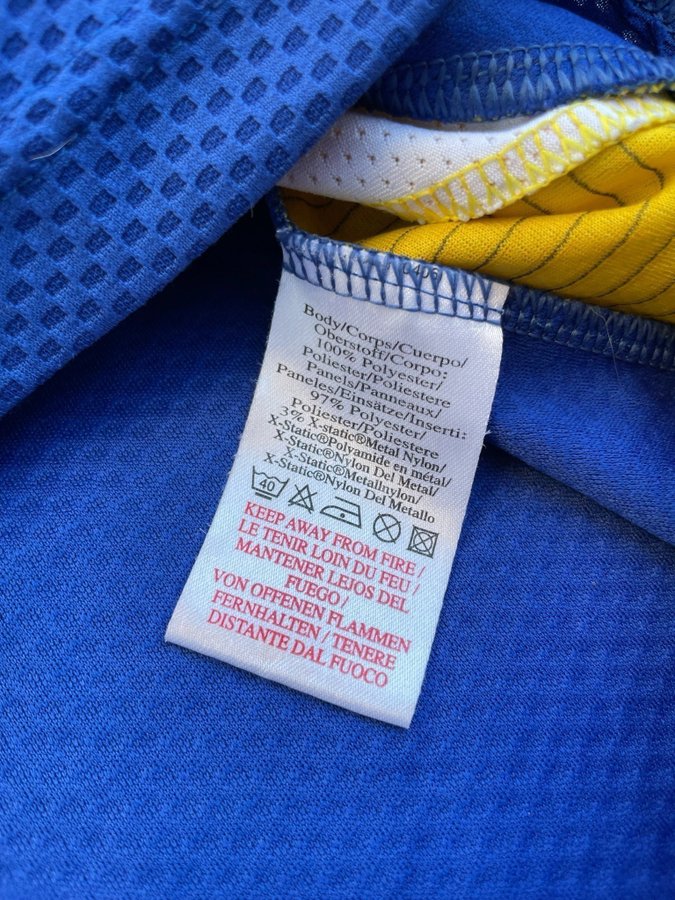 0406
Body/Corps/Cuerpo/
Oberstoff/Corpo:
100% Polyester/
Poliester/Poliestere
Panels/Panneaux/
Paneles/Einsätze/Inserti:
97% Polyester/
Poliester/Poliestere
3% X-static®Metal Nylon/
X-Static®Polyamide en métal/
X-Static®Nylon Del Metal/
X-Static®Metallnylon/
X-Static®Nylon Del Metallo
40
KEEP AWAY FROM FIRE /
LE TENIR LOIN DU FEU /
MANTENER LEJOS DEL
FUEGO /
VON OFFENEN FLAMMEN
FERNHALTEN / TENERE
DISTANTE DAL FUOCO